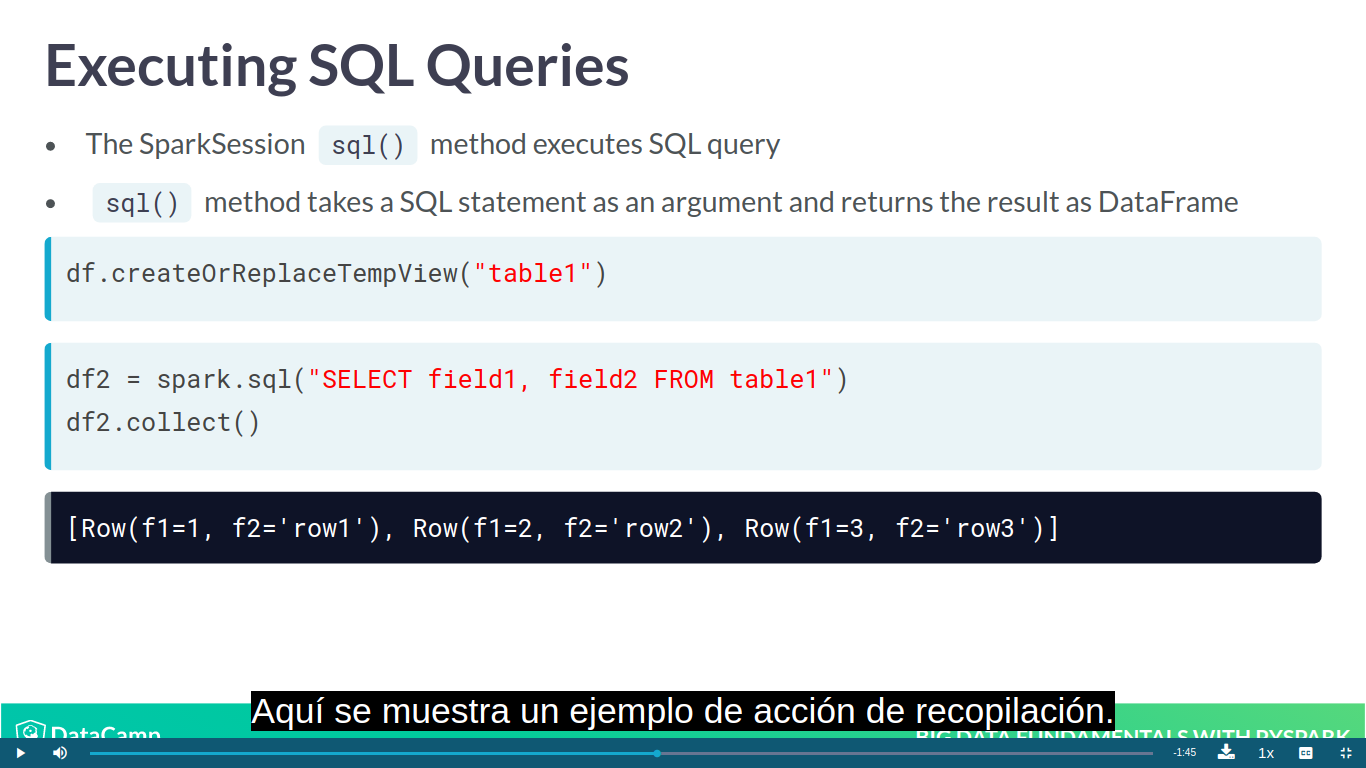 Executing SQL Queries
The SparkSession sql() method executes SQL query
sql() method takes a SQL statement as an argument and returns the result as DataFrame
df.createOrReplaceTempView("table1")
df2 = spark.sql("SELECT field1, field2 FROM table1")
df2.collect()
[Row(f1=1, f2='row1'), Row(f1=2, f2='row2'), Row(f1=3, f2='row3')]
Aquí se muestra un ejemplo de acción de recopilación.
DataCamp
BIG DATA FUNDAMENTALS WITH PYSPARK
-1:45
1x
CC